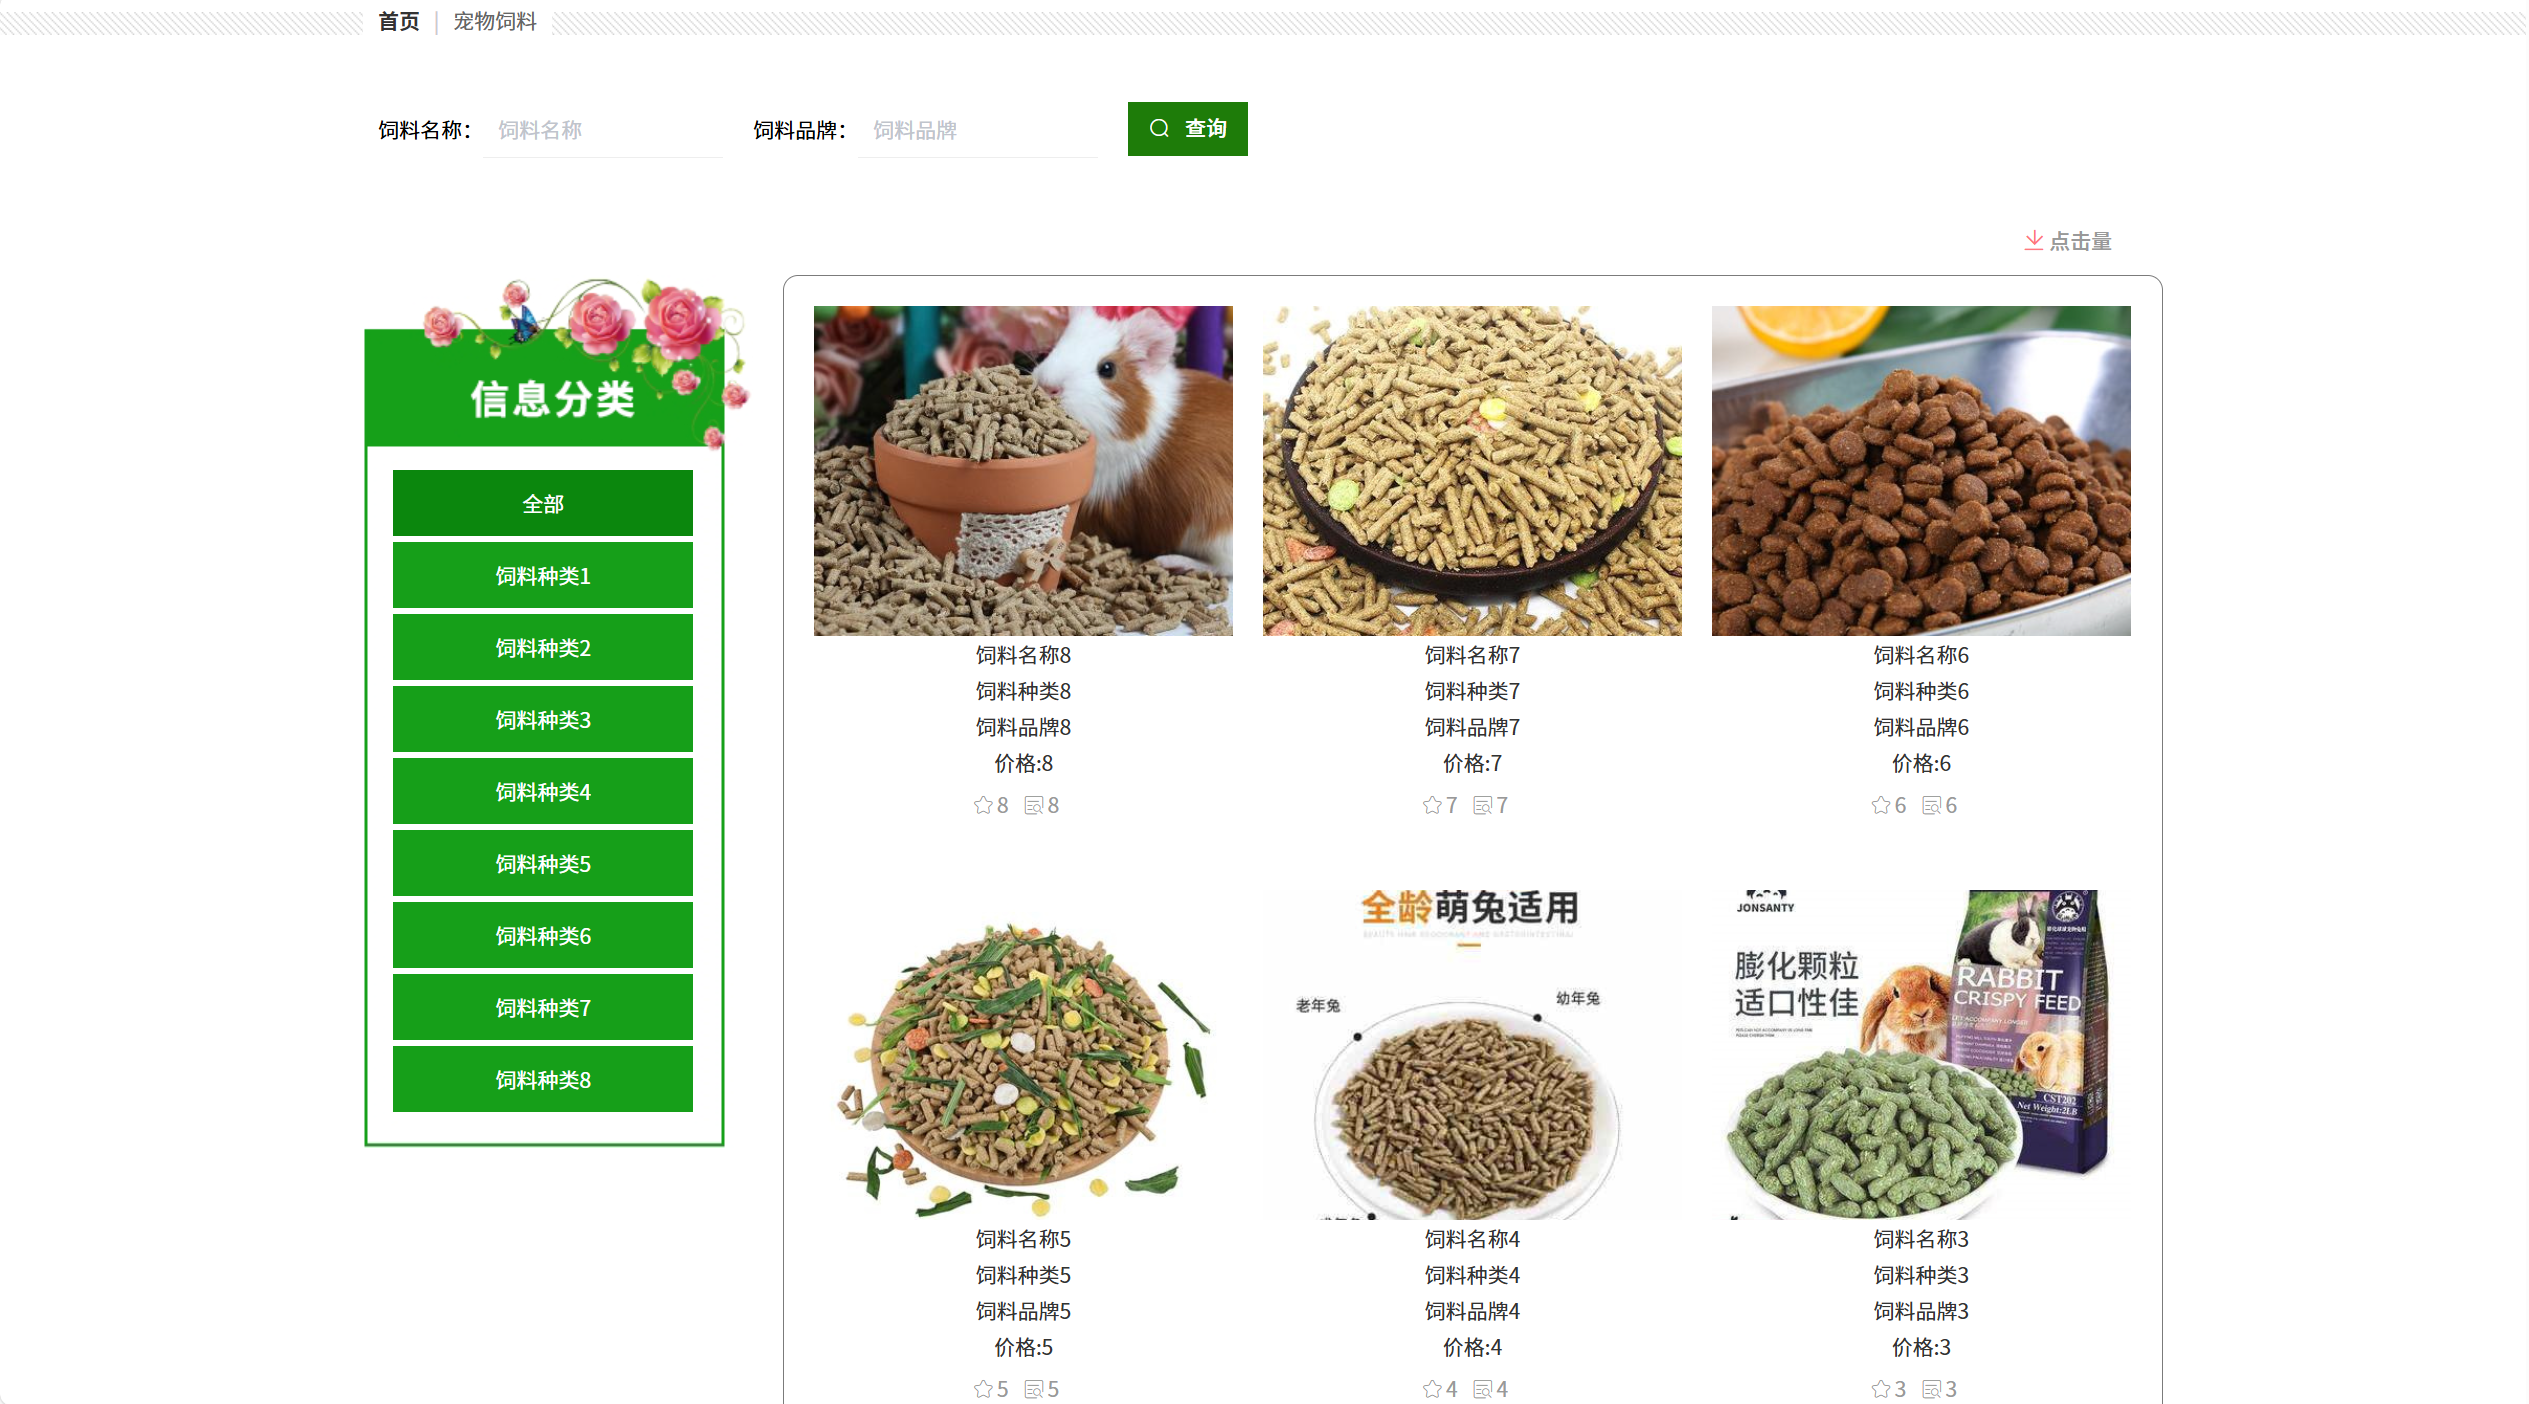 首页 | 宠物饲料
饲料名称： 饲料名称 饲料品牌： 饲料品牌 查询
点击量
信息分类
全部
饲料种类1
饲料种类2
饲料种类3
饲料种类4
饲料种类5
饲料种类6
饲料种类7
饲料种类8
饲料名称8
饲料种类8
饲料品牌8
价格:8
8 8
饲料名称7
饲料种类7
饲料品牌7
价格:7
7 7
饲料名称6
饲料种类6
饲料品牌6
价格:6
6 6
饲料名称5
饲料种类5
饲料品牌5
价格:5
5 5
全龄萌兔适用
老年兔
幼年兔
饲料名称4
饲料种类4
饲料品牌4
价格:4
4 4
JONSANTY
膨化颗粒
适口性佳
RABBIT
CRISPY FEED
CST202
Net Weight:2LB
饲料名称3
饲料种类3
饲料品牌3
价格:3
3 3